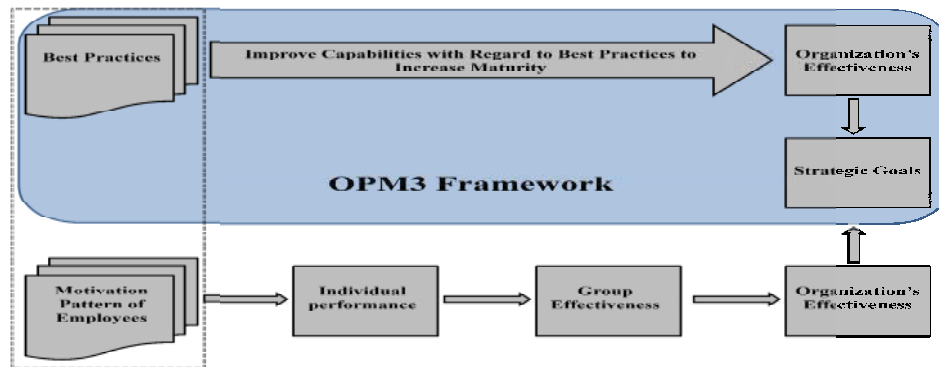 Best Practices
Improve Capabilities with Regard to Best Practices to
Increase Maturity
Organization's
Effectiveness
Strategic Goals
OPM3 Framework
Motivation
Pattern of
Employees
Individual
performance
Group
Effectiveness
Organization's
Effectiveness